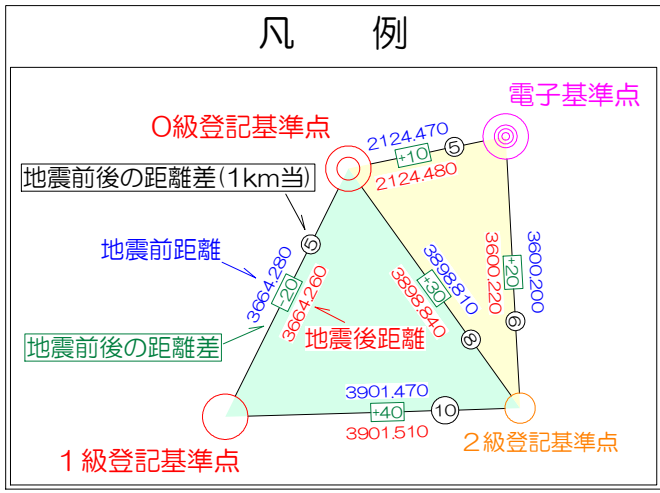 凡 例
電子基準点
0級登記基準点
2124.470
+10
⑤
2124.480
地震前後の距離差(1km当)
⑤
地震前距離
3664.280
-20
3664.260
地震前後の距離差
地震後距離
3898.810
+30
3898.840
⑧
3600.200
+20
3600.220
⑥
3901.470
+40
⑩
3901.510
1級登記基準点
2級登記基準点